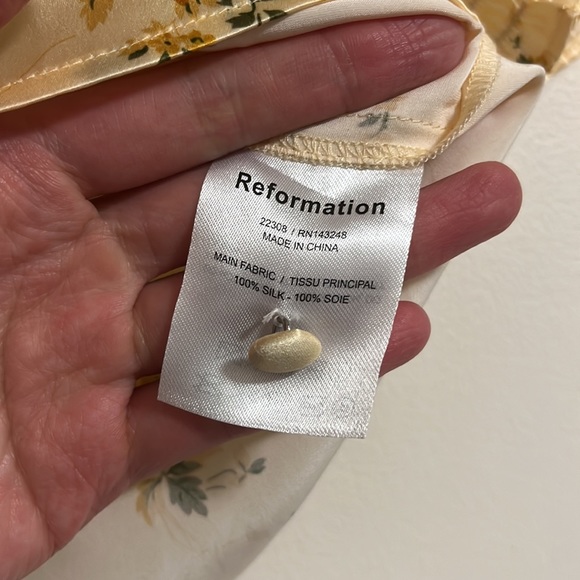 Reformation
22308 / RN143248
MADE IN CHINA
MAIN FABRIC / TISSU PRINCIPAL
100% SILK - 100% SOIE